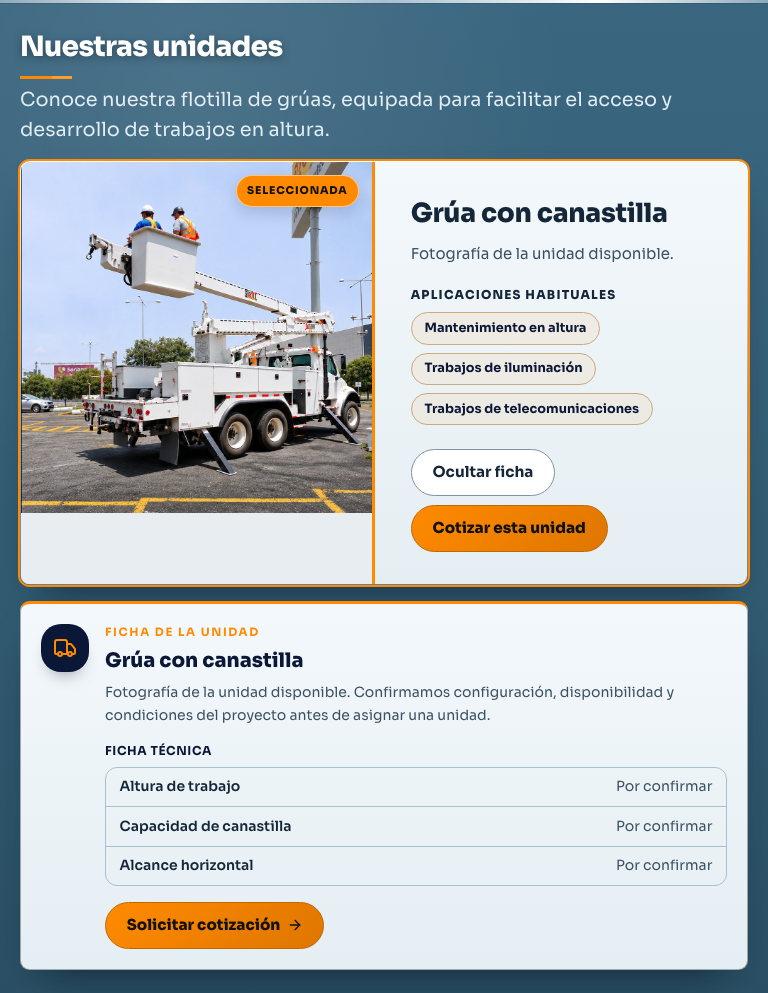 Nuestras unidades
Conoce nuestra flotilla de grúas, equipada para facilitar el acceso y
desarrollo de trabajos en altura.
SELECCIONADA
Grúa con canastilla
Fotografía de la unidad disponible.
APLICACIONES HABITUALES
Mantenimiento en altura
Trabajos de iluminación
Trabajos de telecomunicaciones
Ocultar ficha
Cotizar esta unidad
FICHA DE LA UNIDAD
Grúa con canastilla
Fotografía de la unidad disponible. Confirmamos configuración, disponibilidad y
condiciones del proyecto antes de asignar una unidad.
FICHA TÉCNICA
Altura de trabajo Por confirmar
Capacidad de canastilla Por confirmar
Alcance horizontal Por confirmar
Solicitar cotización →